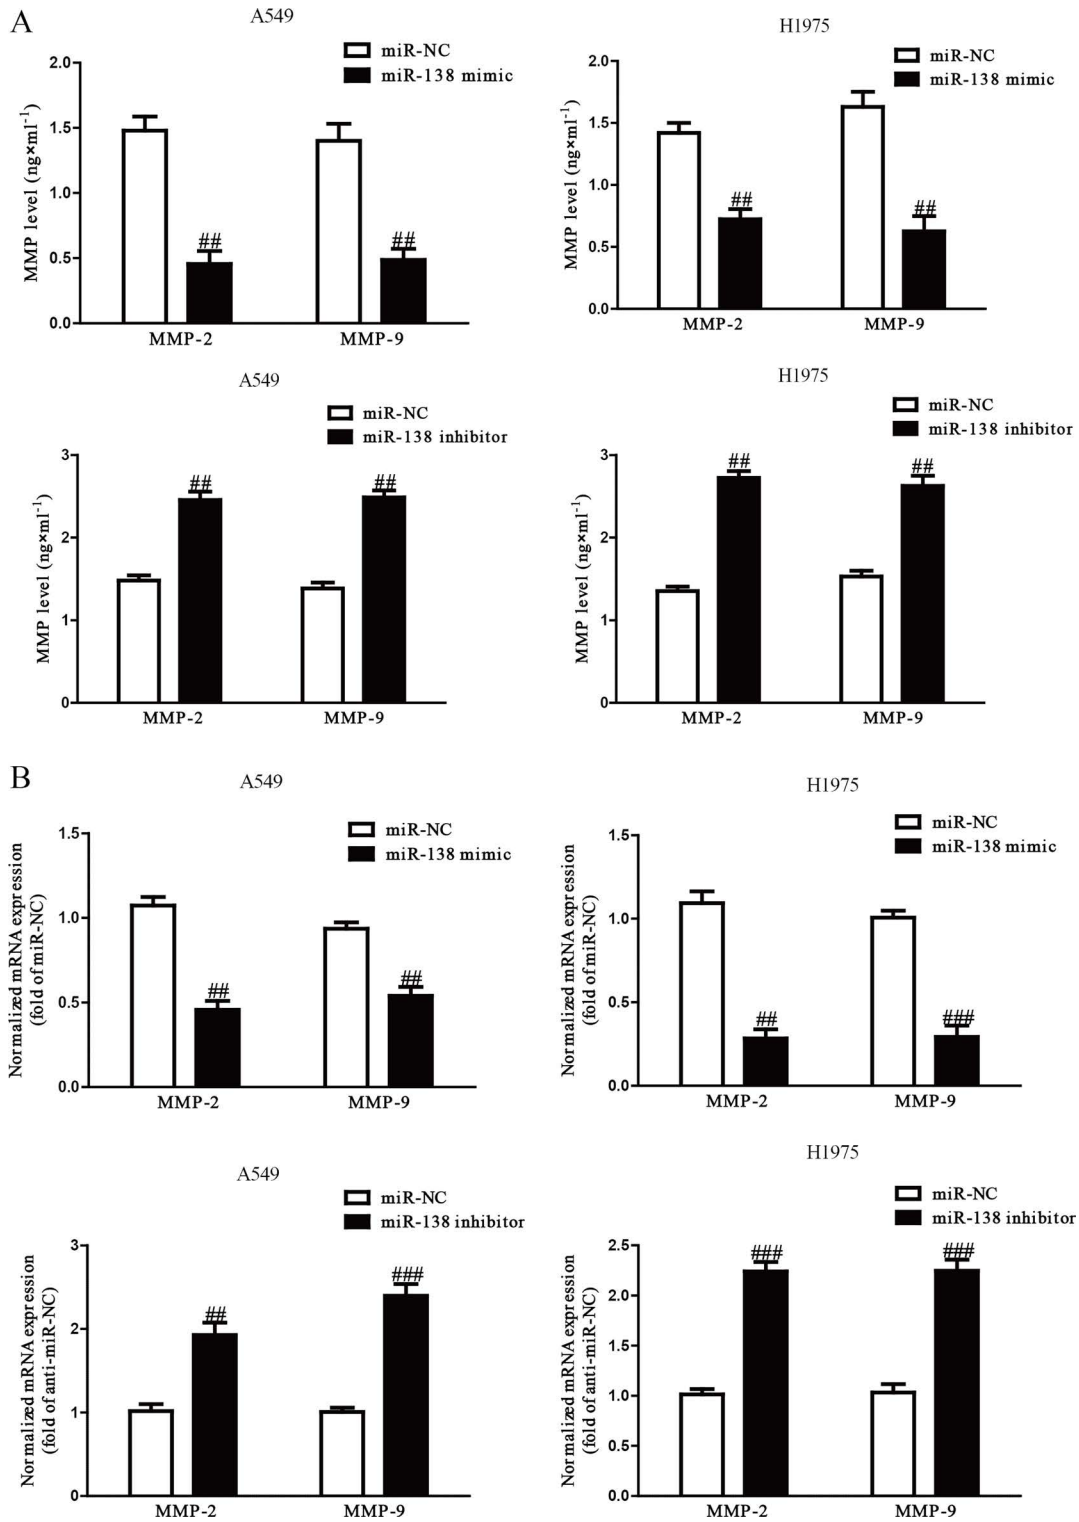 A
A549
miR-NC
miR-138 mimic
MMP level (ng×ml⁻¹)
2.0
1.5
1.0
0.5
0.0
##
##
MMP-2
MMP-9
H1975
miR-NC
miR-138 mimic
MMP level (ng×ml⁻¹)
2.0
1.5
1.0
0.5
0.0
##
##
MMP-2
MMP-9
A549
miR-NC
miR-138 inhibitor
MMP level (ng×ml⁻¹)
3
2
1
0
##
##
MMP-2
MMP-9
H1975
miR-NC
miR-138 inhibitor
MMP level (ng×ml⁻¹)
3
2
1
0
##
##
MMP-2
MMP-9
B
A549
miR-NC
miR-138 mimic
Normalized mRNA expression
(fold of miR-NC)
1.5
1.0
0.5
0.0
##
##
MMP-2
MMP-9
H1975
miR-NC
miR-138 mimic
Normalized mRNA expression
(fold of miR-NC)
1.5
1.0
0.5
0.0
##
###
MMP-2
MMP-9
A549
miR-NC
miR-138 inhibitor
Normalized mRNA expression
(fold of anti-miR-NC)
3
2
1
0
##
###
MMP-2
MMP-9
H1975
miR-NC
miR-138 inhibitor
Normalized mRNA expression
(fold of anti-miR-NC)
2.5
2.0
1.5
1.0
0.5
0.0
###
###
MMP-2
MMP-9